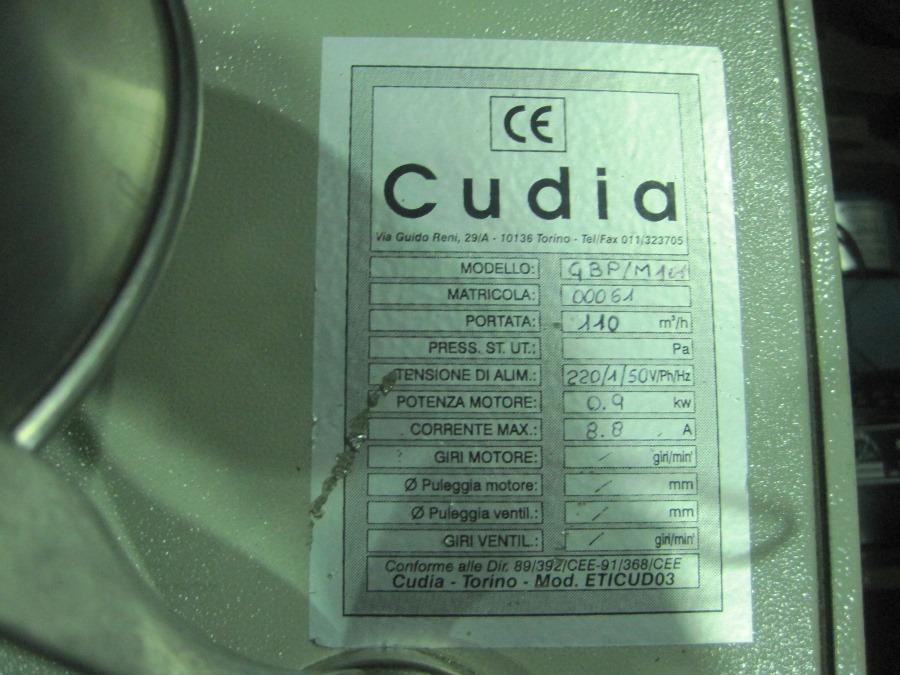 CE
Cudia
Via Guido Reni, 29/A - 10136 Torino - Tel/Fax 011/323705
MODELLO:
MATRICOLA: 00061
PORTATA: 110 m³/h
PRESS. ST. UT.: Pa
TENSIONE DI ALIM.: 220/1/50 V/Ph/Hz
POTENZA MOTORE: 0.9 kw
CORRENTE MAX.: 8.8 A
GIRI MOTORE: / giri/min'
Ø Puleggia motore: / mm
Ø Puleggia ventil.: / mm
GIRI VENTIL.: / giri/min'
Conforme alle Dir. 89/392/CEE-91/368/CEE
Cudia - Torino - Mod. ETICUD03